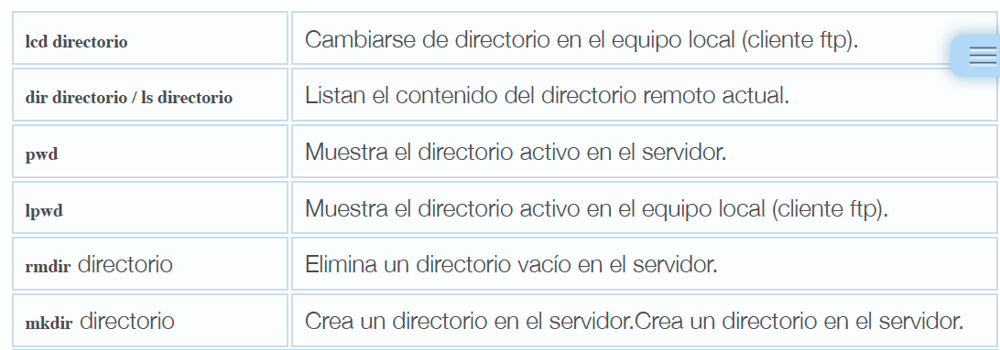 lcd directorio Cambiarse de directorio en el equipo local (cliente ftp).
dir directorio / ls directorio Listan el contenido del directorio remoto actual.
pwd Muestra el directorio activo en el servidor.
lpwd Muestra el directorio activo en el equipo local (cliente ftp).
rmdir directorio Elimina un directorio vacío en el servidor.
mkdir directorio Crea un directorio en el servidor.Crea un directorio en el servidor.